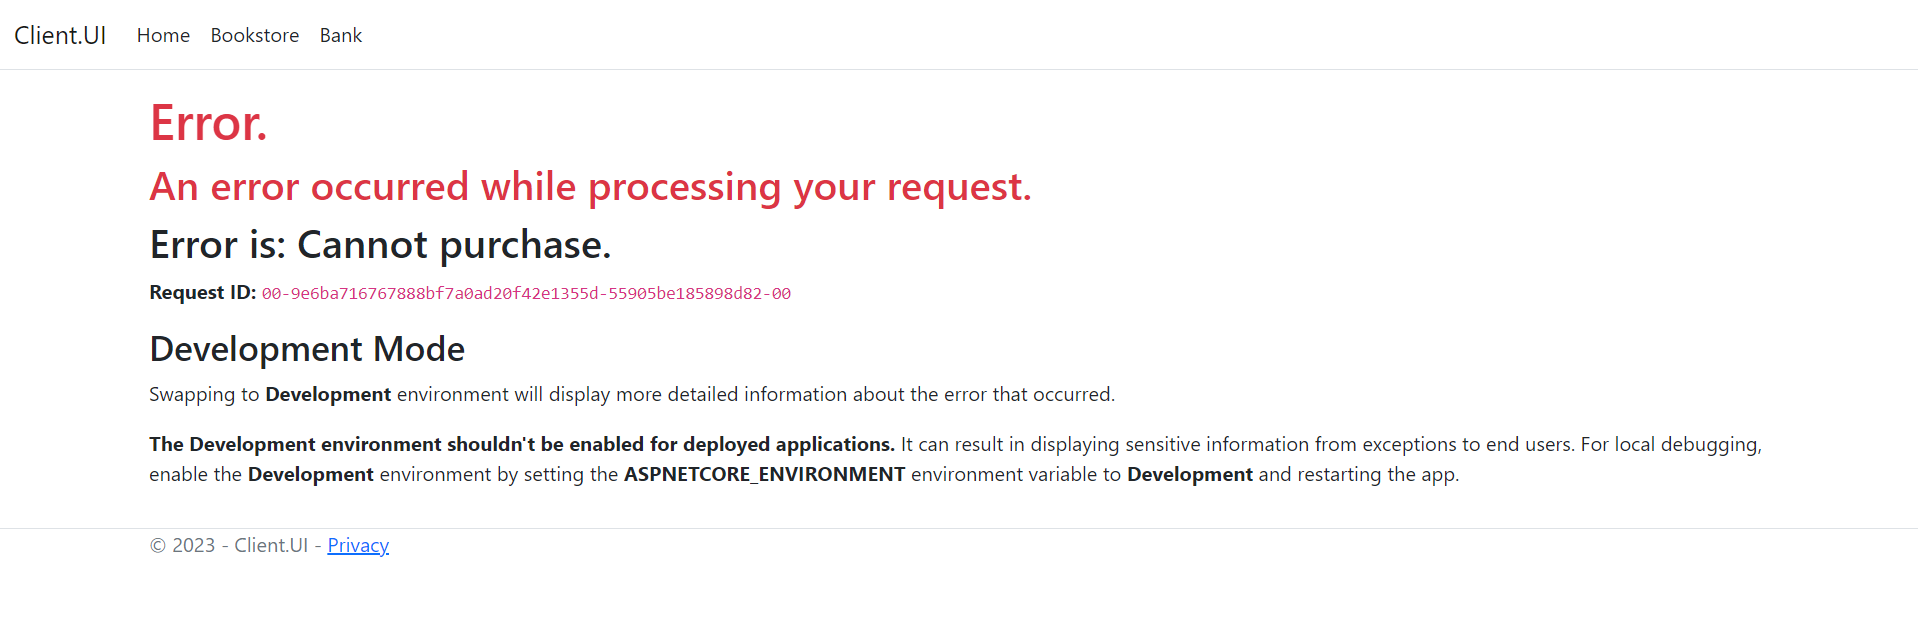 Client.UI Home Bookstore Bank
Error.
An error occurred while processing your request.
Error is: Cannot purchase.
Request ID: 00-9e6ba716767888bf7a0ad20f42e1355d-55905be185898d82-00
Development Mode
Swapping to Development environment will display more detailed information about the error that occurred.
The Development environment shouldn't be enabled for deployed applications. It can result in displaying sensitive information from exceptions to end users. For local debugging,
enable the Development environment by setting the ASPNETCORE_ENVIRONMENT environment variable to Development and restarting the app.
© 2023 - Client.UI - Privacy